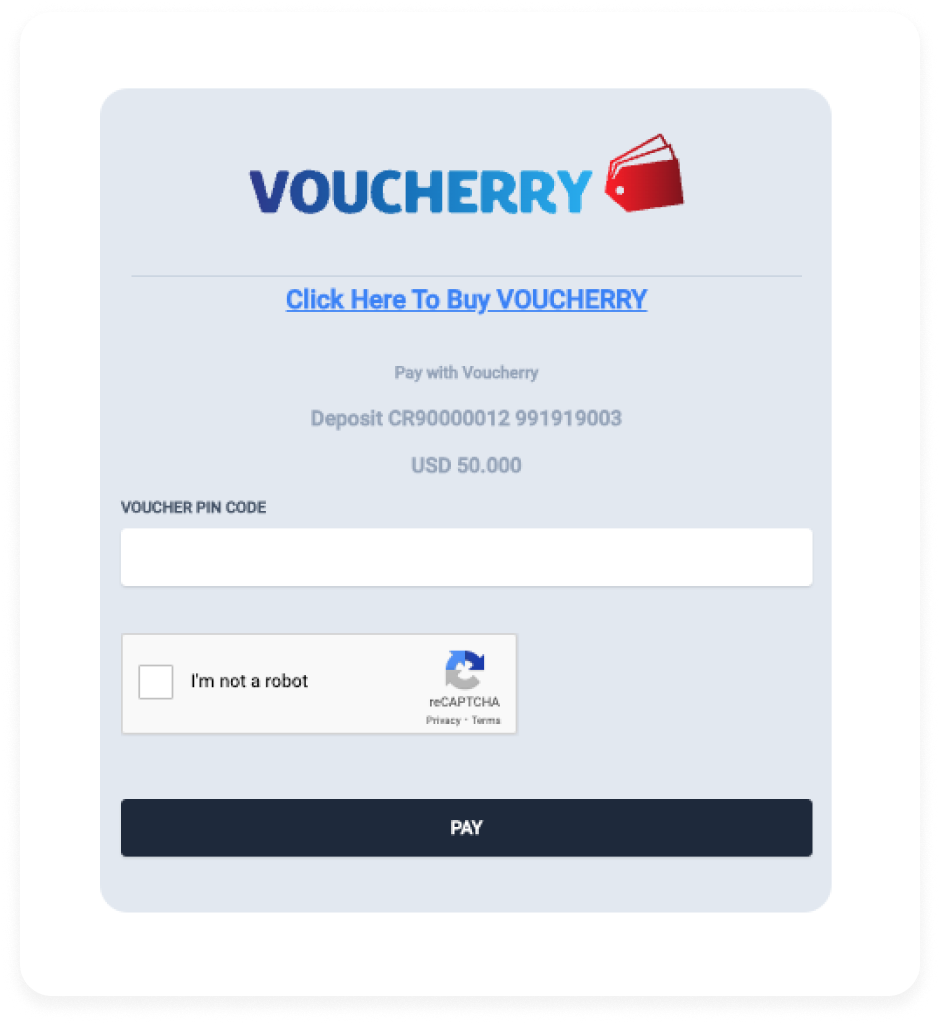 VOUCHERRY
Click Here To Buy VOUCHERRY
Pay with Voucherry
Deposit CR90000012 991919003
USD 50.000
VOUCHER PIN CODE
I'm not a robot
reCAPTCHA
Privacy · Terms
PAY